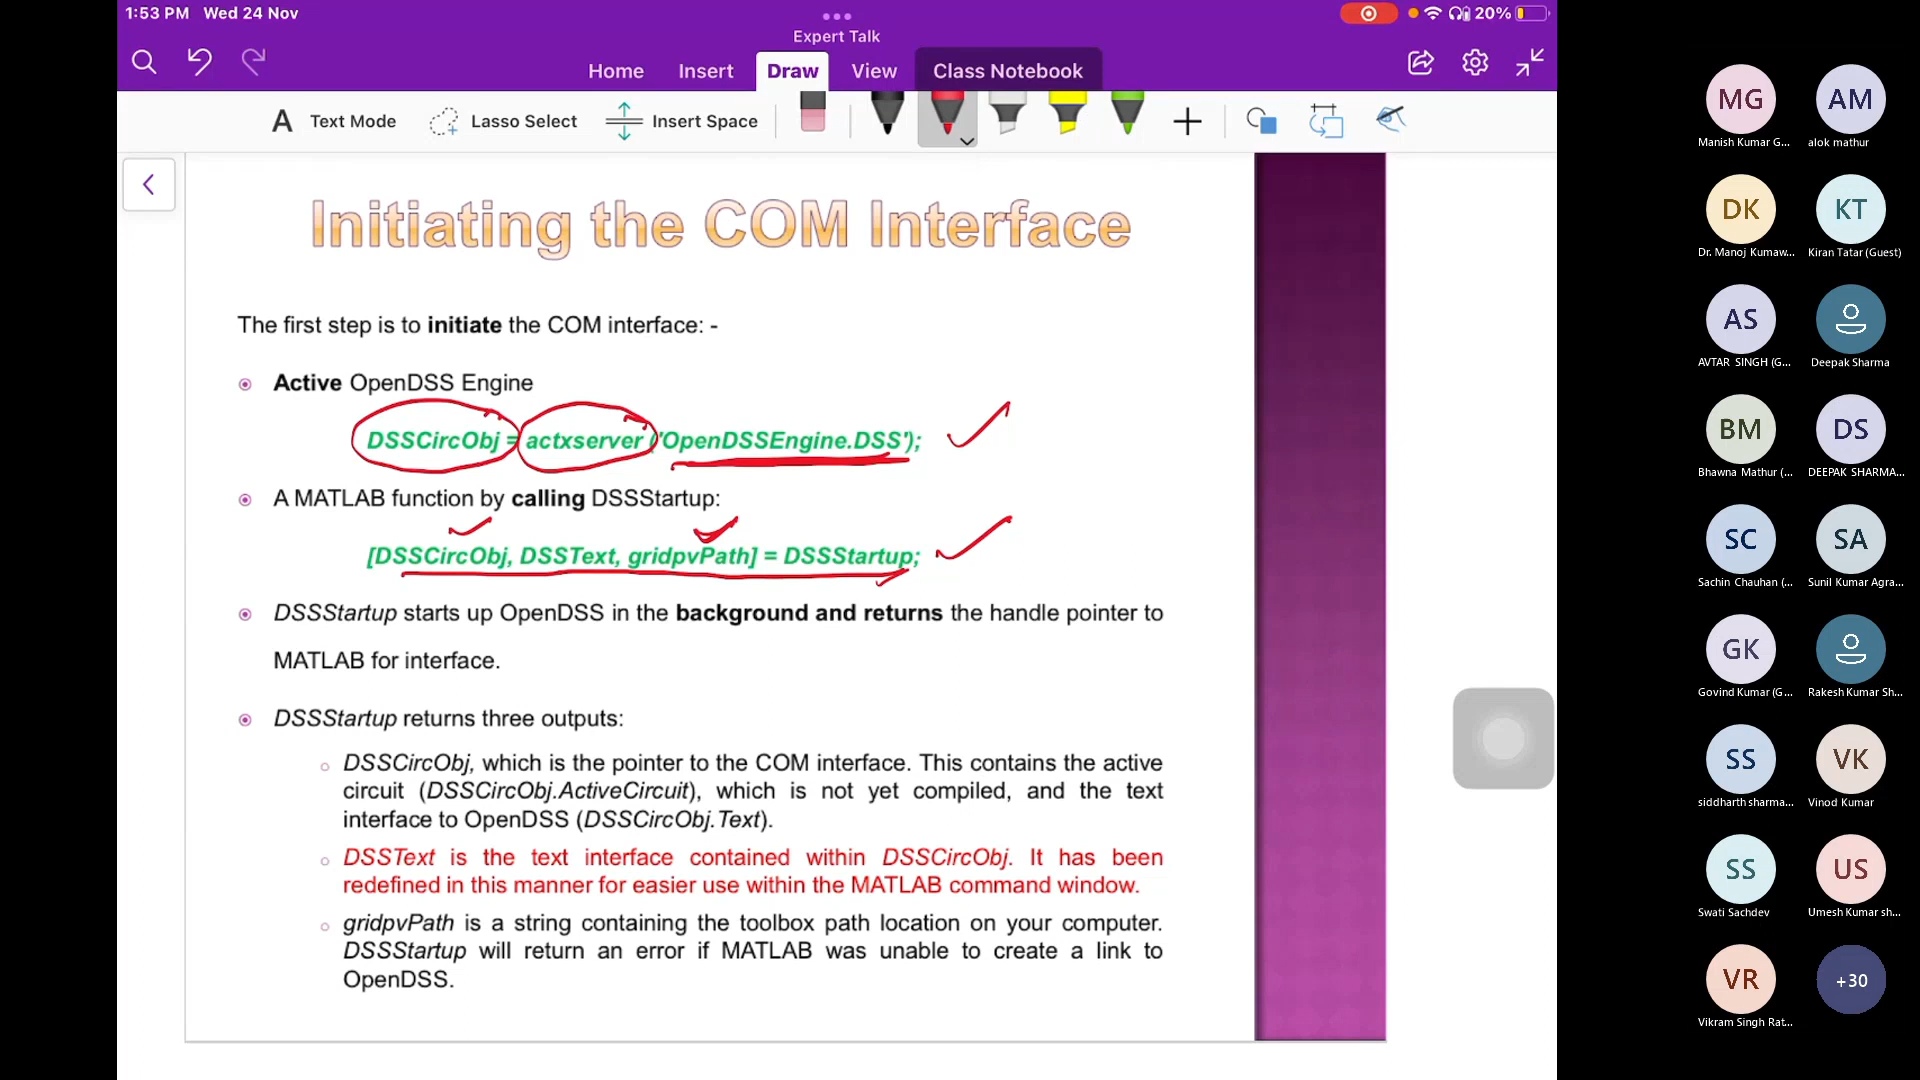 1:53 PM Wed 24 Nov
20%
Expert Talk
Home Insert Draw View Class Notebook
A Text Mode Lasso Select Insert Space
Initiating the COM Interface
The first step is to initiate the COM interface: -
Active OpenDSS Engine
DSSCircObj = actxserver ('OpenDSSEngine.DSS');
A MATLAB function by calling DSSStartup:
[DSSCircObj, DSSText, gridpvPath] = DSSStartup;
DSSStartup starts up OpenDSS in the background and returns the handle pointer to
MATLAB for interface.
DSSStartup returns three outputs:
DSSCircObj, which is the pointer to the COM interface. This contains the active
circuit (DSSCircObj.ActiveCircuit), which is not yet compiled, and the text
interface to OpenDSS (DSSCircObj.Text).
DSSText is the text interface contained within DSSCircObj. It has been
redefined in this manner for easier use within the MATLAB command window.
gridpvPath is a string containing the toolbox path location on your computer.
DSSStartup will return an error if MATLAB was unable to create a link to
OpenDSS.
MG AM
Manish Kumar G... alok mathur
DK KT
Dr. Manoj Kumaw... Kiran Tatar (Guest)
AS
AVTAR SINGH (G... Deepak Sharma
BM DS
Bhawna Mathur (... DEEPAK SHARMA...
SC SA
Sachin Chauhan (... Sunil Kumar Agra...
GK
Govind Kumar (G... Rakesh Kumar Sh...
SS VK
siddharth sharma... Vinod Kumar
SS US
Swati Sachdev Umesh Kumar sh...
VR +30
Vikram Singh Rat...